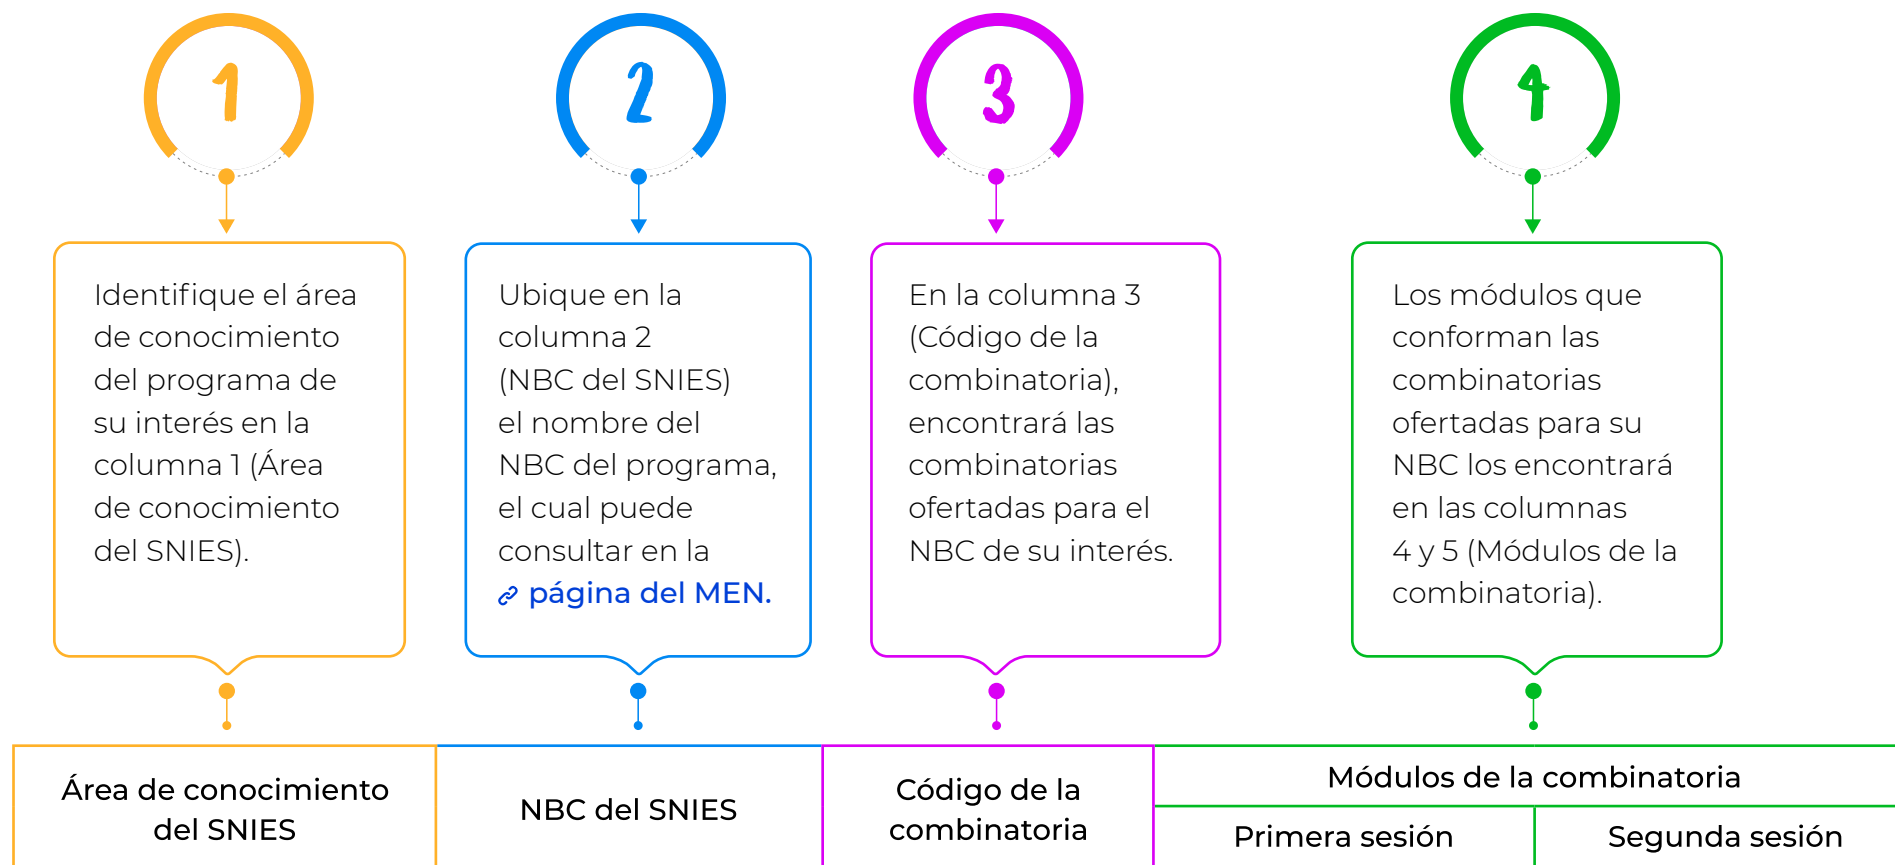 1
Identifique el área
de conocimiento
del programa de
su interés en la
columna 1 (Área
de conocimiento
del SNIES).
2
Ubique en la
columna 2
(NBC del SNIES)
el nombre del
NBC del programa,
el cual puede
consultar en la
página del MEN.
3
En la columna 3
(Código de la
combinatoria),
encontrará las
combinatorias
ofertadas para el
NBC de su interés.
4
Los módulos que
conforman las
combinatorias
ofertadas para su
NBC los encontrará
en las columnas
4 y 5 (Módulos de la
combinatoria).
Área de conocimiento
del SNIES
NBC del SNIES
Código de la
combinatoria
Módulos de la combinatoria
Primera sesión
Segunda sesión